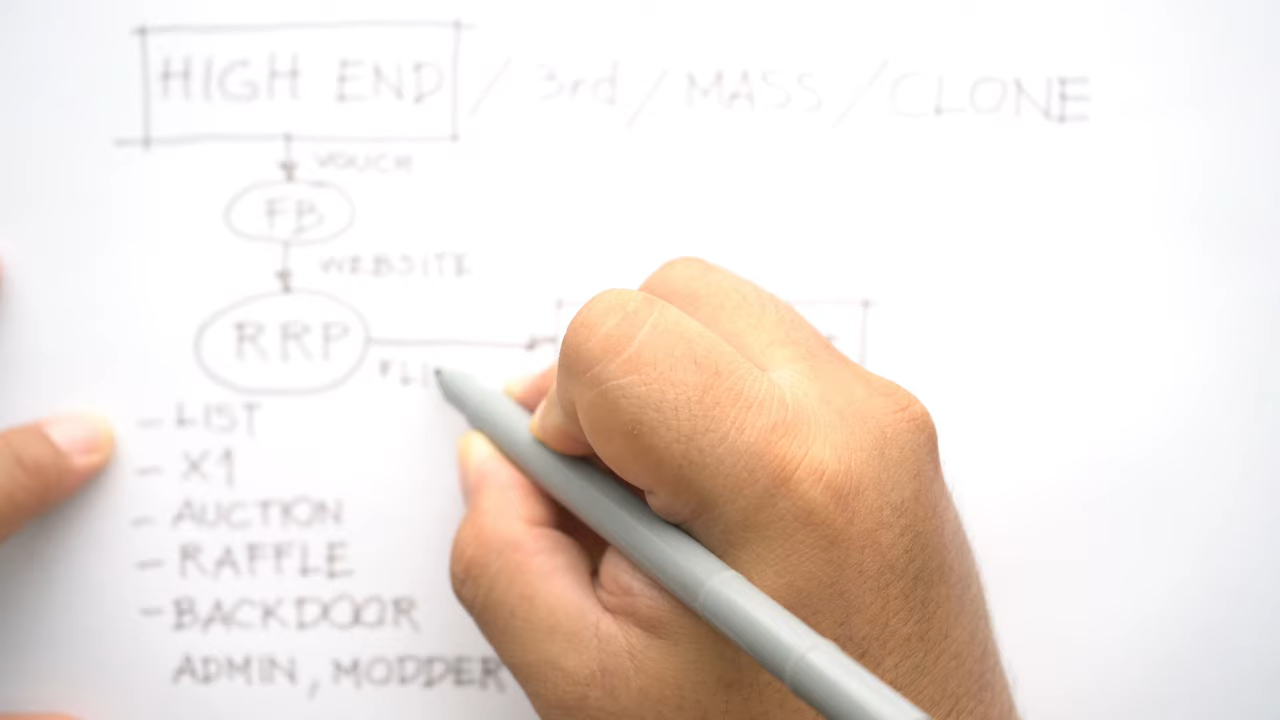 HIGH END / 3rd / MASS / CLONE
VOUCH
FB
WEBSITE
RRP
- LIST
- X1
- AUCTION
- RAFFLE
- BACKDOOR
ADMIN, MODDER